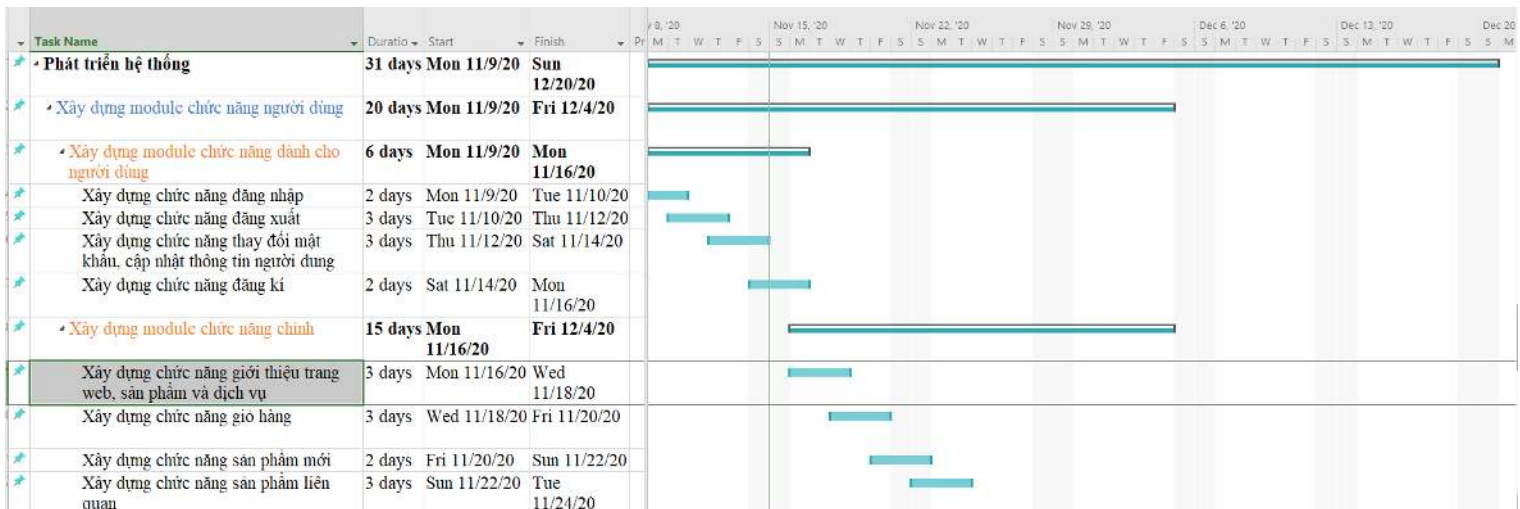 / 8, '20 Nov 15, '20 Nov 22, '20 Nov 29, '20 Dec 6, '20 Dec 13, '20 Dec 20
Task Name Duratio Start Finish Pr M T W T F S S M T W T F S S M T W T F S S M T W T F S S M T W T F S S M T W T F S S M
Phát triển hệ thống 31 days Mon 11/9/20 Sun
12/20/20
Xây dựng module chức năng người dùng 20 days Mon 11/9/20 Fri 12/4/20
Xây dựng module chức năng dành cho 6 days Mon 11/9/20 Mon
người dùng 11/16/20
Xây dựng chức năng đăng nhập 2 days Mon 11/9/20 Tue 11/10/20
Xây dựng chức năng đăng xuất 3 days Tue 11/10/20 Thu 11/12/20
Xây dựng chức năng thay đổi mật 3 days Thu 11/12/20 Sat 11/14/20
khẩu, cập nhật thông tin người dung
Xây dựng chức năng đăng kí 2 days Sat 11/14/20 Mon
11/16/20
Xây dựng module chức năng chính 15 days Mon Fri 12/4/20
11/16/20
Xây dựng chức năng giới thiệu trang 3 days Mon 11/16/20 Wed
web, sản phẩm và dịch vụ 11/18/20
Xây dựng chức năng giỏ hàng 3 days Wed 11/18/20 Fri 11/20/20
Xây dựng chức năng sản phẩm mới 2 days Fri 11/20/20 Sun 11/22/20
Xây dựng chức năng sản phẩm liên 3 days Sun 11/22/20 Tue
quan 11/24/20